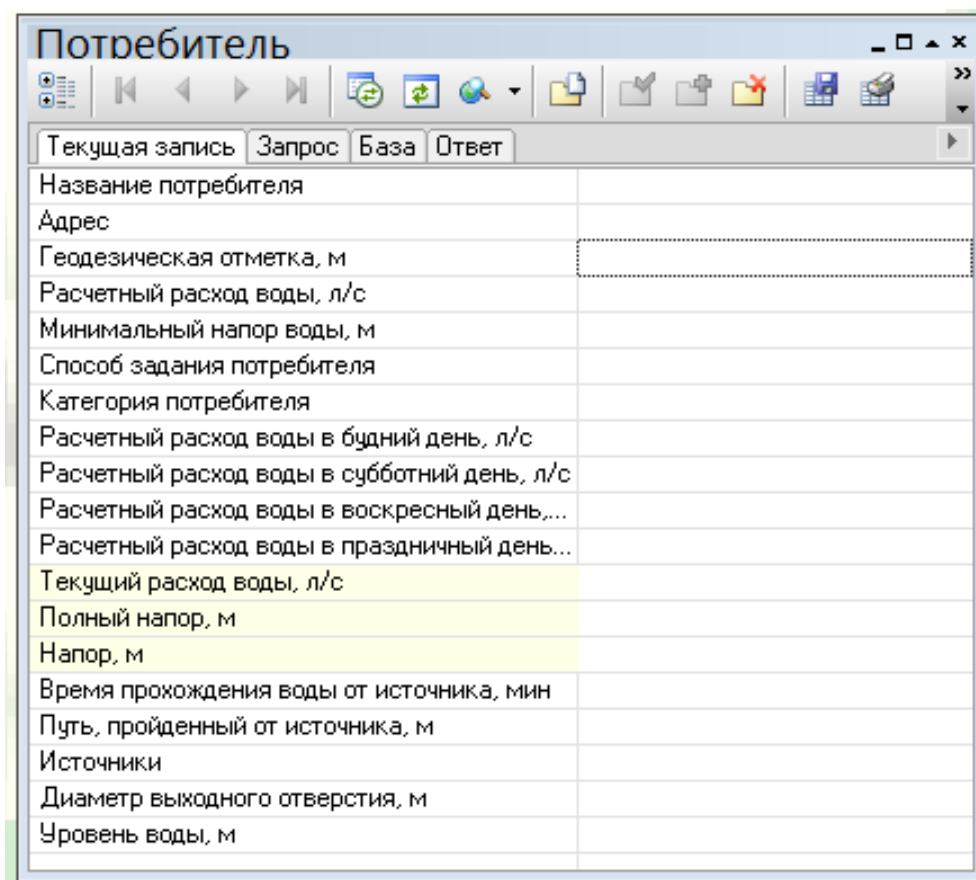 Потребитель
Текущая запись Запрос База Ответ
Название потребителя
Адрес
Геодезическая отметка, м
Расчетный расход воды, л/с
Минимальный напор воды, м
Способ задания потребителя
Категория потребителя
Расчетный расход воды в будний день, л/с
Расчетный расход воды в субботний день, л/с
Расчетный расход воды в воскресный день,...
Расчетный расход воды в праздничный день...
Текущий расход воды, л/с
Полный напор, м
Напор, м
Время прохождения воды от источника, мин
Путь, пройденный от источника, м
Источники
Диаметр выходного отверстия, м
Уровень воды, м